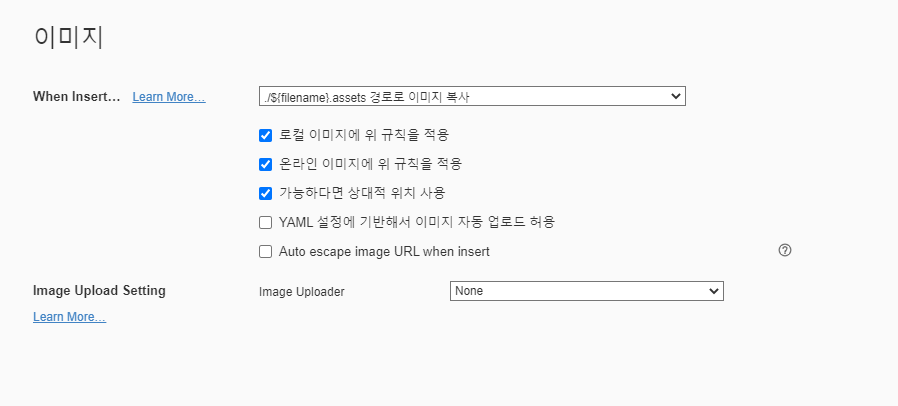 이미지
When Insert… Learn More… ./${filename}.assets 경로로 이미지 복사
로컬 이미지에 위 규칙을 적용
온라인 이미지에 위 규칙을 적용
가능하다면 상대적 위치 사용
YAML 설정에 기반해서 이미지 자동 업로드 허용
Auto escape image URL when insert ?
Image Upload Setting Image Uploader None
Learn More…